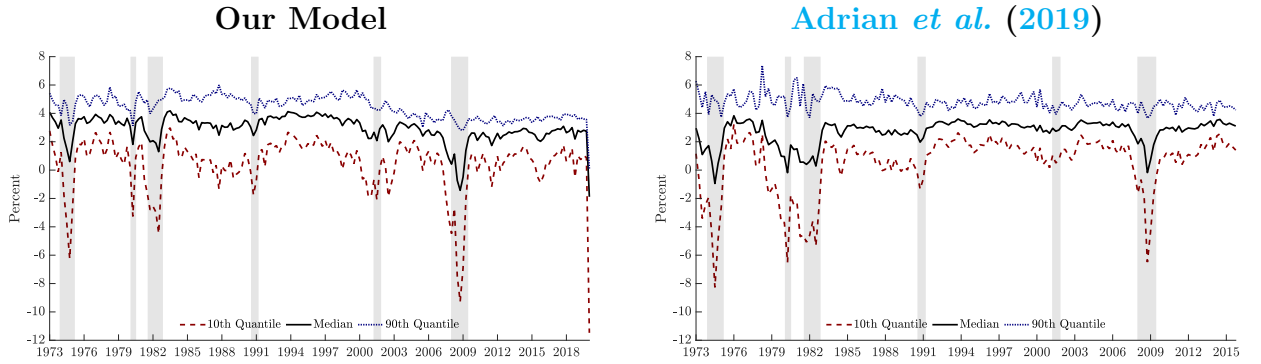 Our Model
8
6
4
2
0
-2
-4
-6
-8
-10
-12
Percent
10th Quantile Median 90th Quantile
1973 1976 1979 1982 1985 1988 1991 1994 1997 2000 2003 2006 2009 2012 2015 2018
Adrian et al. (2019)
8
6
4
2
0
-2
-4
-6
-8
-10
-12
Percent
10th Quantile Median 90th Quantile
1973 1976 1979 1982 1985 1988 1991 1994 1997 2000 2003 2006 2009 2012 2015